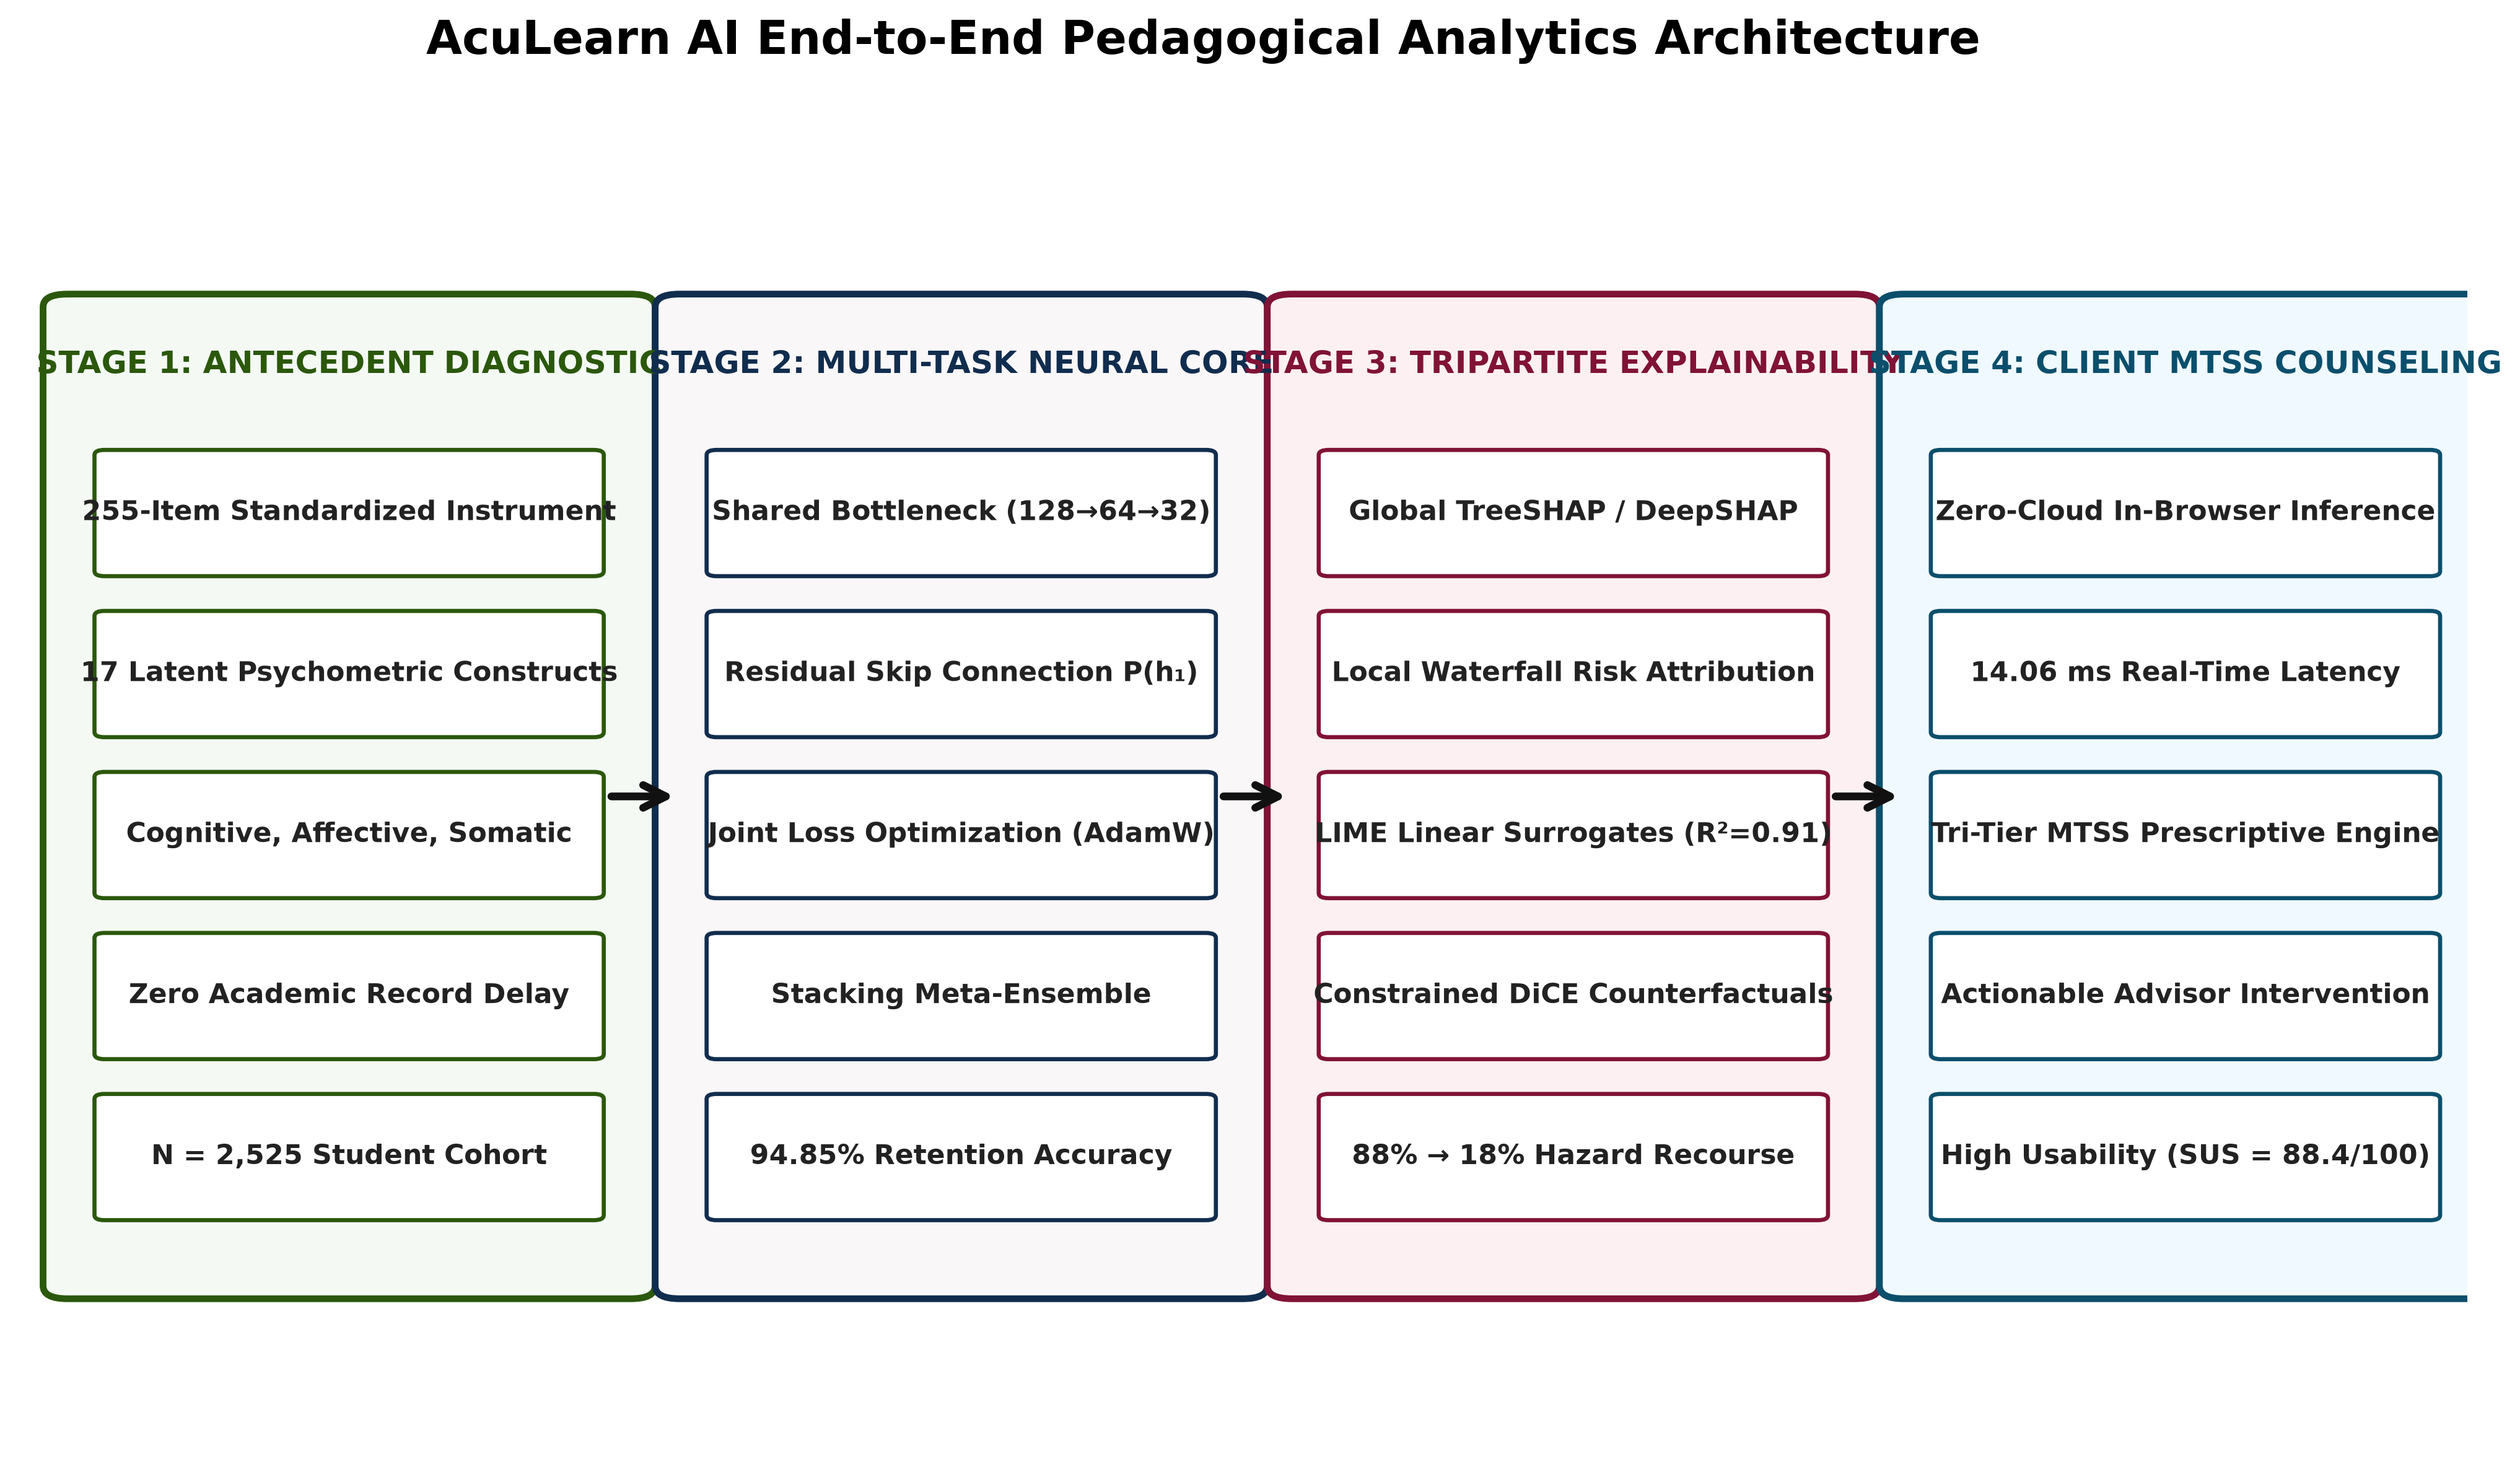 AcuLearn AI End-to-End Pedagogical Analytics Architecture
STAGE 1: ANTECEDENT DIAGNOSTIC
255-Item Standardized Instrument
17 Latent Psychometric Constructs
Cognitive, Affective, Somatic
Zero Academic Record Delay
N = 2,525 Student Cohort
STAGE 2: MULTI-TASK NEURAL CORE
Shared Bottleneck (128→64→32)
Residual Skip Connection P(h₁)
Joint Loss Optimization (AdamW)
Stacking Meta-Ensemble
94.85% Retention Accuracy
STAGE 3: TRIPARTITE EXPLAINABILITY
Global TreeSHAP / DeepSHAP
Local Waterfall Risk Attribution
LIME Linear Surrogates (R²=0.91)
Constrained DiCE Counterfactuals
88% → 18% Hazard Recourse
STAGE 4: CLIENT MTSS COUNSELING
Zero-Cloud In-Browser Inference
14.06 ms Real-Time Latency
Tri-Tier MTSS Prescriptive Engine
Actionable Advisor Intervention
High Usability (SUS = 88.4/100)